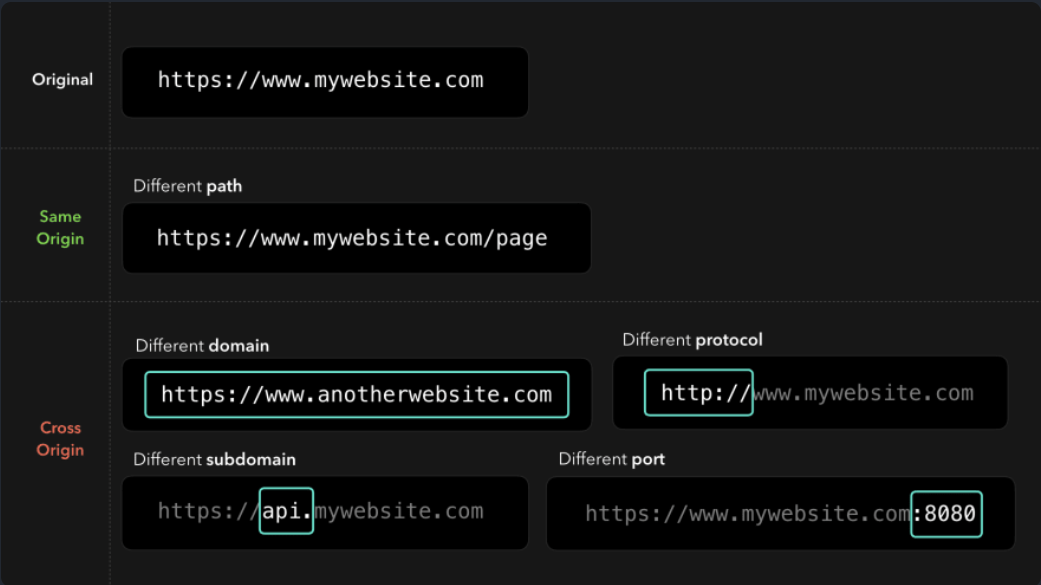 Original
https://www.mywebsite.com
Same
Origin
Different path
https://www.mywebsite.com/page
Cross
Origin
Different domain
https://www.anotherwebsite.com
Different protocol
http://www.mywebsite.com
Different subdomain
https://api.mywebsite.com
Different port
https://www.mywebsite.com:8080